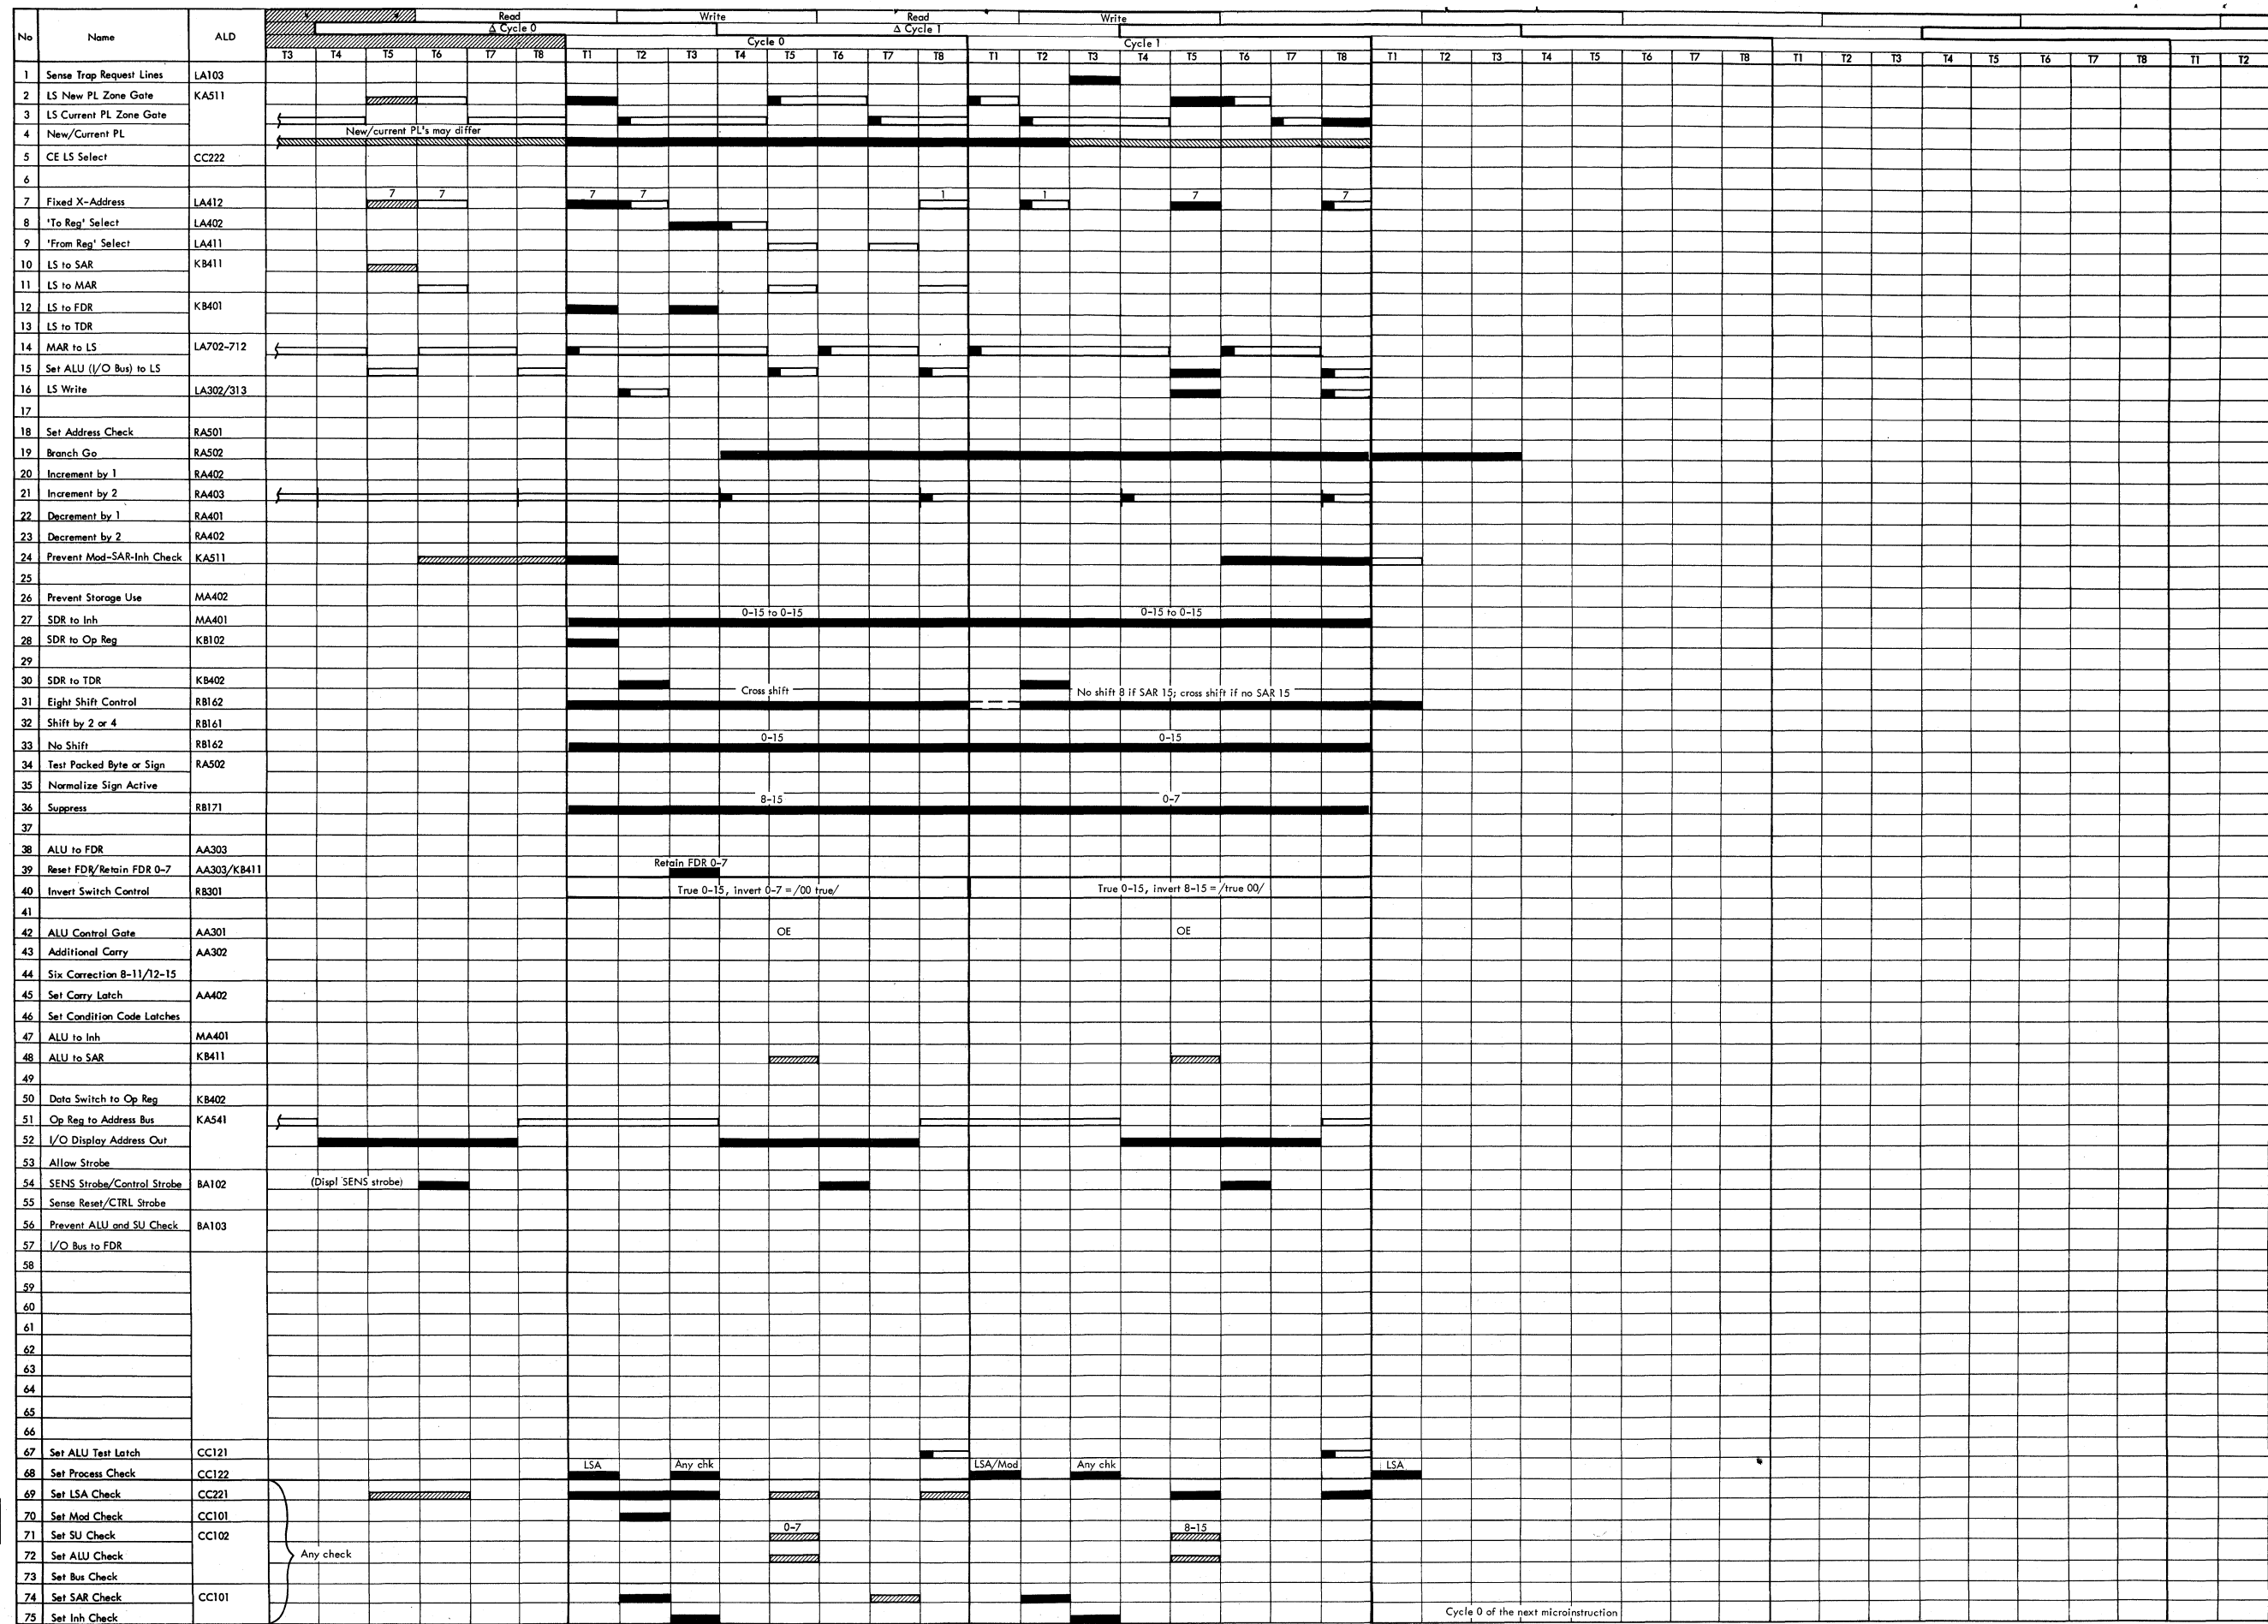 Read Write Read Write
Δ Cycle 0 Δ Cycle 1
No Name ALD Cycle 0 Cycle 1
T3 T4 T5 T6 T7 T8 T1 T2 T3 T4 T5 T6 T7 T8 T1 T2 T3 T4 T5 T6 T7 T8 T1 T2 T3 T4 T5 T6 T7 T8 T1 T2 T3 T4 T5 T6 T7 T8 T1 T2
1 Sense Trap Request Lines LA103
2 LS New PL Zone Gate KA511
3 LS Current PL Zone Gate
4 New/Current PL New/current PL's may differ
5 CE LS Select CC222
6
7 7 7 7 1 1 7 7
7 Fixed X-Address LA412
8 'To Reg' Select LA402
9 'From Reg' Select LA411
10 LS to SAR KB411
11 LS to MAR
12 LS to FDR KB401
13 LS to TDR
14 MAR to LS LA702-712
15 Set ALU (I/O Bus) to LS
16 LS Write LA302/313
17
18 Set Address Check RA501
19 Branch Go RA502
20 Increment by 1 RA402
21 Increment by 2 RA403
22 Decrement by 1 RA401
23 Decrement by 2 RA402
24 Prevent Mod-SAR-Inh Check KA511
25
26 Prevent Storage Use MA402
0-15 to 0-15 0-15 to 0-15
27 SDR to Inh MA401
28 SDR to Op Reg KB102
29
30 SDR to TDR KB402
Cross shift No shift 8 if SAR 15; cross shift if no SAR 15
31 Eight Shift Control RB162
32 Shift by 2 or 4 RB161
0-15 0-15
33 No Shift RB162
34 Test Packed Byte or Sign RA502
35 Normalize Sign Active
8-15 0-7
36 Suppress RB171
37
38 ALU to FDR AA303
Retain FDR 0-7
39 Reset FDR/Retain FDR 0-7 AA303/KB411
40 Invert Switch Control RB301 True 0-15, invert 0-7 = /00 true/ True 0-15, invert 8-15 = /true 00/
41
42 ALU Control Gate AA301 OE OE
43 Additional Carry AA302
44 Six Correction 8-11/12-15
45 Set Carry Latch AA402
46 Set Condition Code Latches
47 ALU to Inh MA401
48 ALU to SAR KB411
49
50 Data Switch to Op Reg KB402
51 Op Reg to Address Bus KA541
52 I/O Display Address Out
53 Allow Strobe
54 SENS Strobe/Control Strobe BA102 (Displ SENS strobe)
55 Sense Reset/CTRL Strobe
56 Prevent ALU and SU Check BA103
57 I/O Bus to FDR
58
59
60
61
62
63
64
65
66
67 Set ALU Test Latch CC121
LSA Any chk LSA/Mod Any chk LSA
68 Set Process Check CC122
69 Set LSA Check CC221
70 Set Mod Check CC101
0-7 8-15
71 Set SU Check CC102
72 Set ALU Check Any check
73 Set Bus Check
74 Set SAR Check CC101
75 Set Inh Check Cycle 0 of the next microinstruction